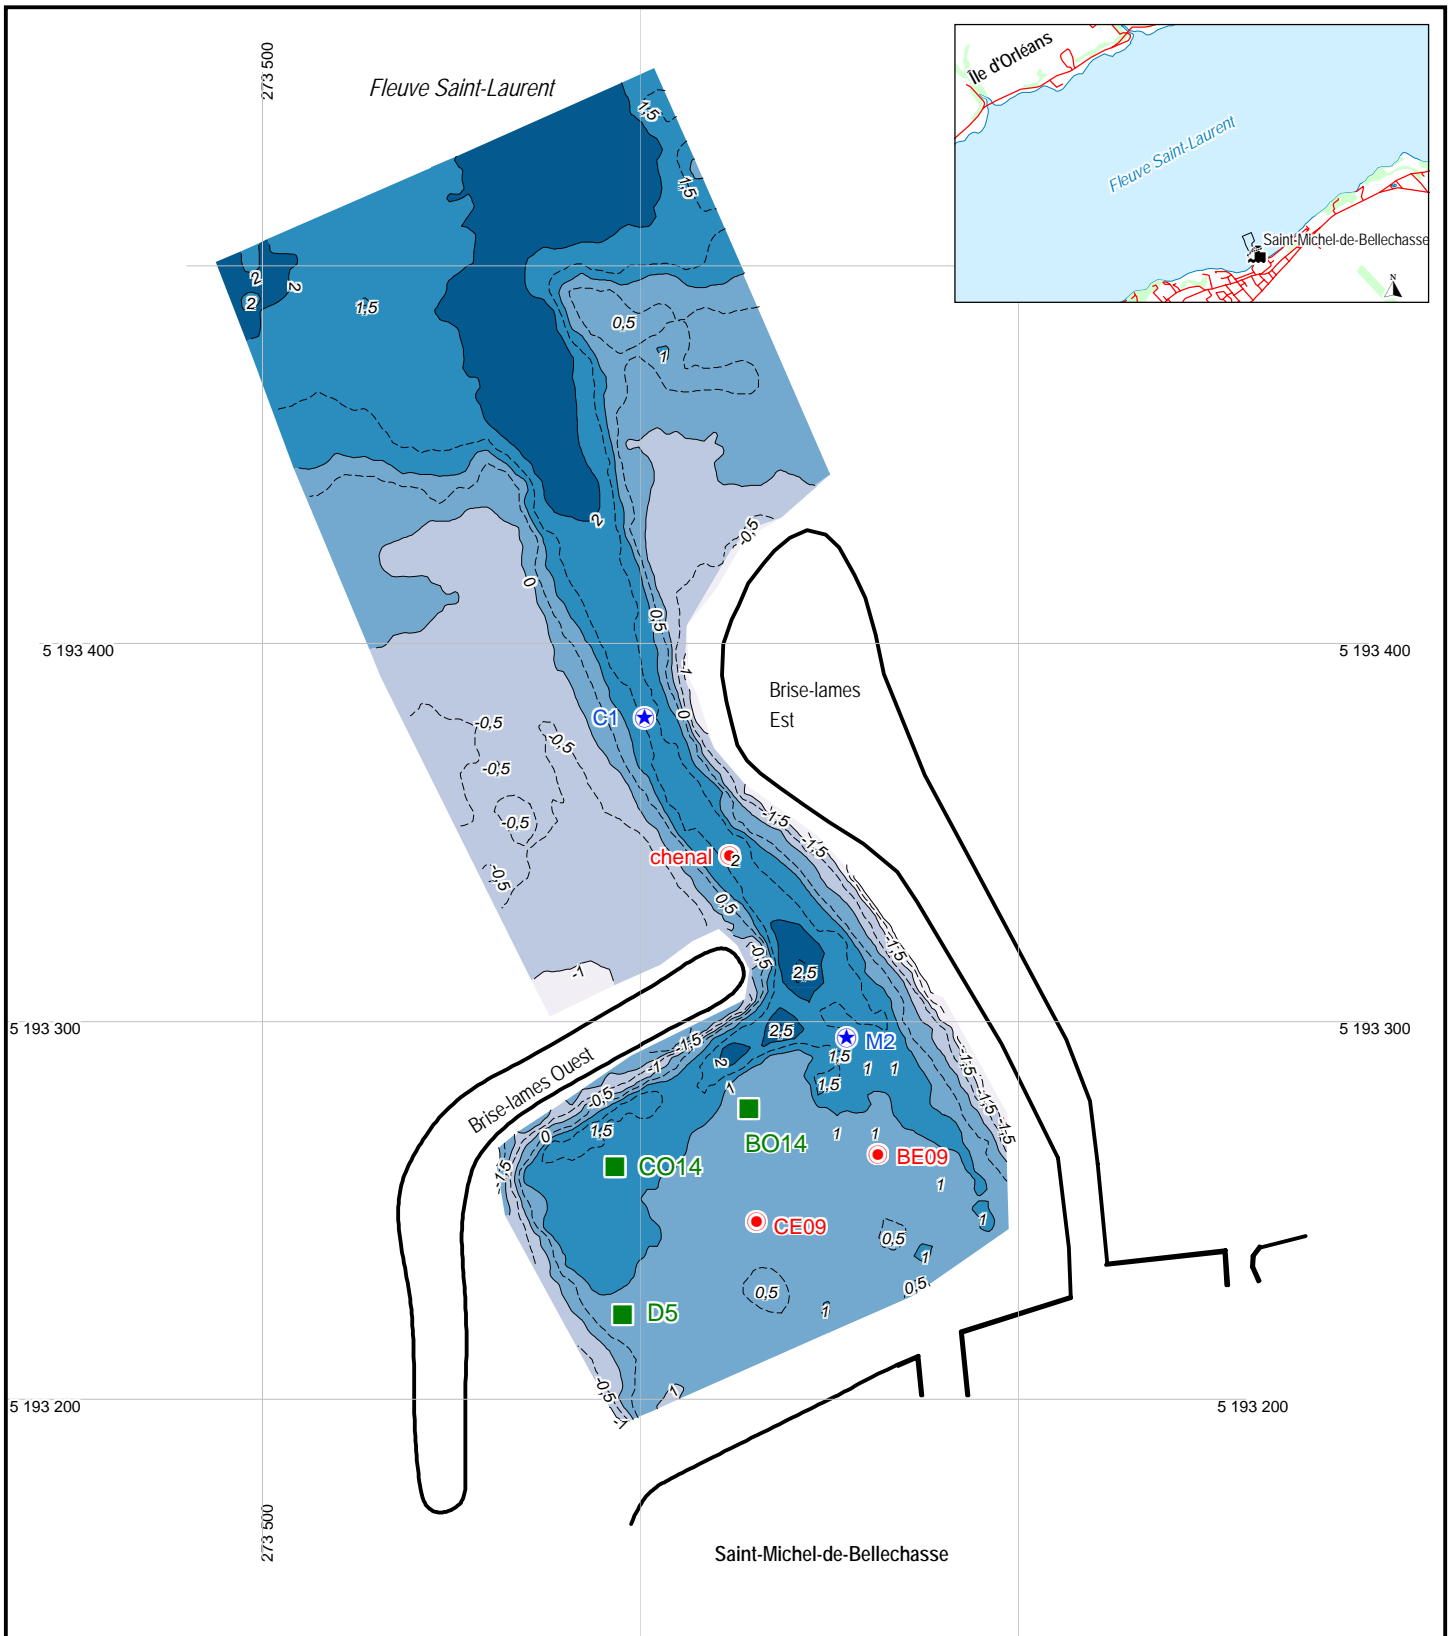 273 500
Fleuve Saint-Laurent
Île d'Orléans
Fleuve Saint-Laurent
Saint-Michel-de-Bellechasse
N
1,5
1,5
2
2
2
1,5
0,5
1
2
-0,5
0
0,5
5 193 400
5 193 400
-1
Brise-lames
Est
C1
0
-0,5
-0,5
-0,5
-0,5
-1,5
-1,5
chenal
2
-0,5
0,5
-1,5
-0,5
2,5
-1
5 193 300
5 193 300
2,5
M2
-1,5
1,5
1
1
-1,5
2
-1
Brise-lames Ouest
1,5
1
-0,5
-1,5
BO14
1,5
0
1
1
-1,5
BE09
CO14
-1,5
1
CE09
1
0,5
1
0,5
0,5
D5
1
-0,5
1
-1
5 193 200
5 193 200
273 500
Saint-Michel-de-Bellechasse